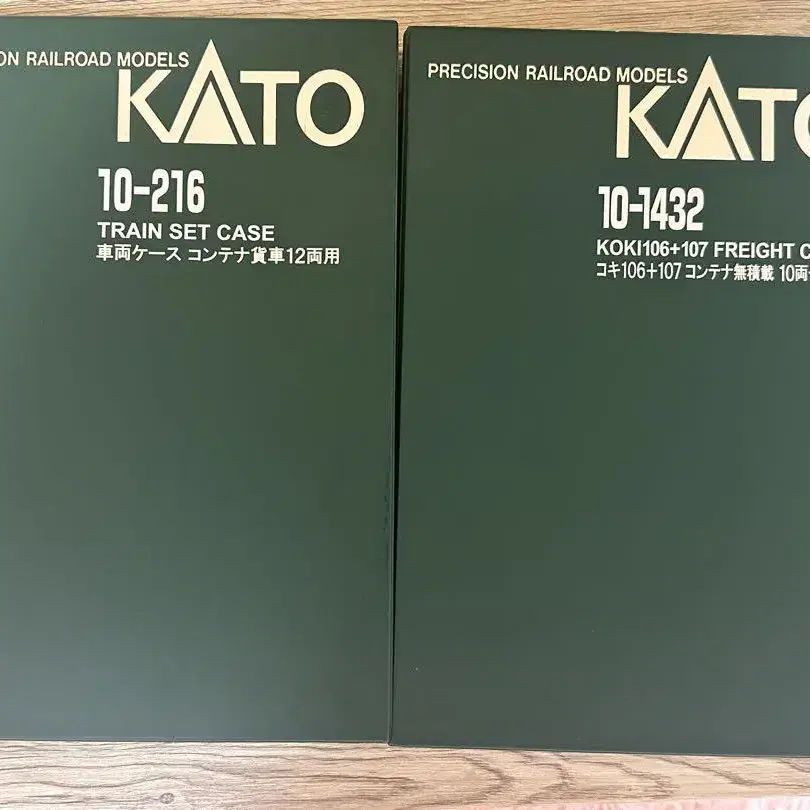 ON RAILROAD MODELS
KATO
10-216
TRAIN SET CASE
車両ケース コンテナ貨車12両用
PRECISION RAILROAD MODELS
KATO
10-1432
KOKI106+107 FREIGHT C
コキ106+107 コンテナ無積載 10両